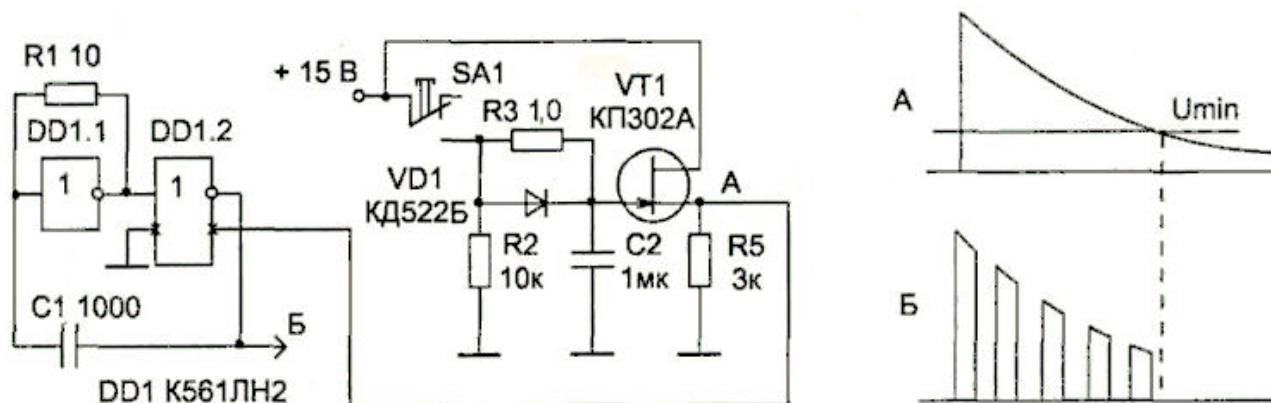 R1 10
DD1.1
DD1.2
1
1
C1 1000
Б
DD1 К561ЛН2
+ 15 В
SA1
R3 1,0
VT1
КП302А
VD1
КД522Б
А
R2
10к
C2
1мк
R5
3к
А
Umin
Б